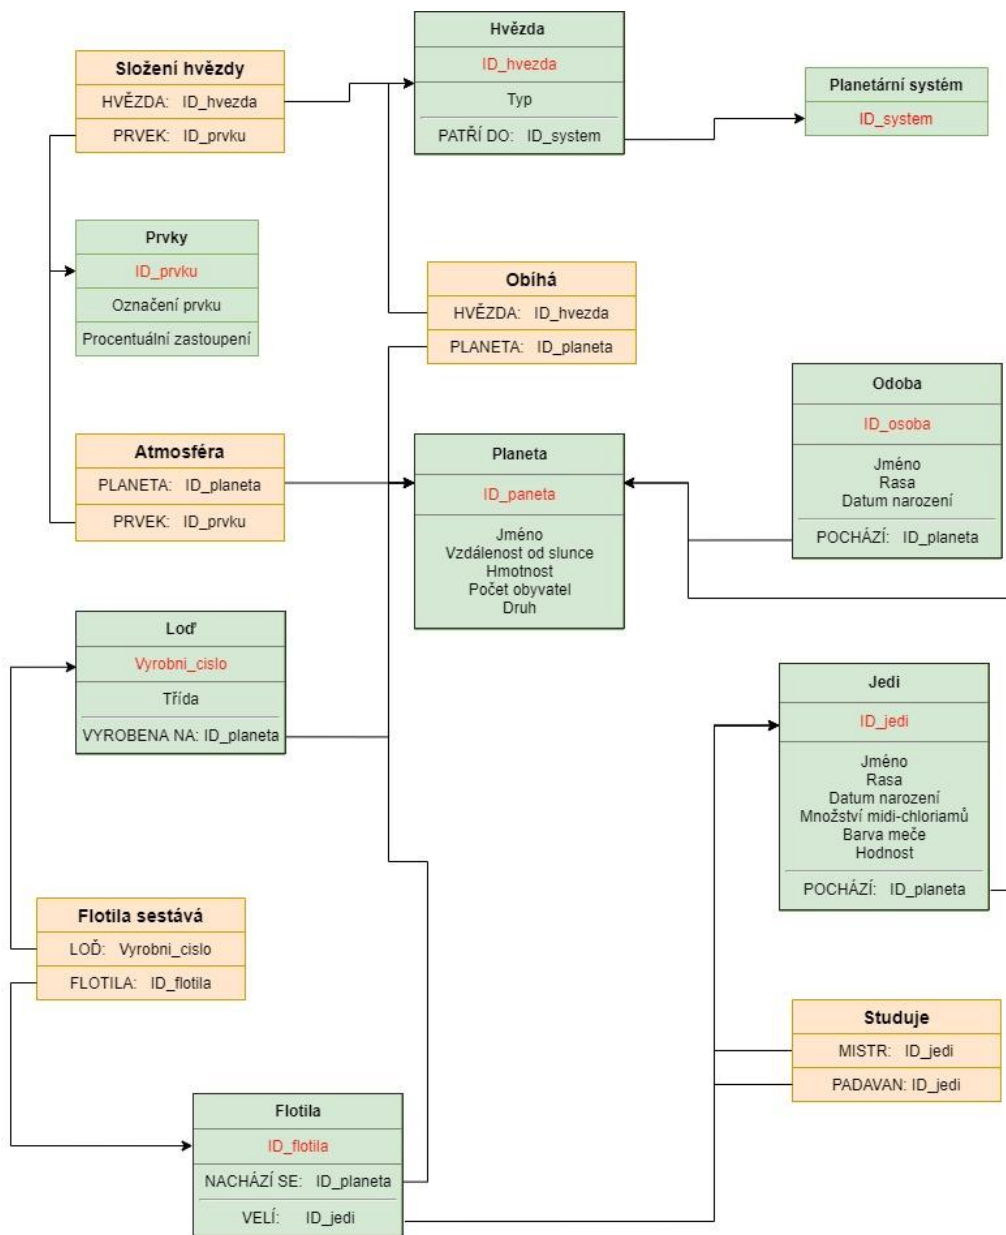 Hvězda
ID_hvezda
Typ
PATŘÍ DO: ID_system
Složení hvězdy
HVĚZDA: ID_hvezda
PRVEK: ID_prvku
Planetární systém
ID_system
Prvky
ID_prvku
Označení prvku
Procentuální zastoupení
Obíhá
HVĚZDA: ID_hvezda
PLANETA: ID_planeta
Odoba
ID_osoba
Jméno
Rasa
Datum narození
POCHÁZÍ: ID_planeta
Atmosféra
PLANETA: ID_planeta
PRVEK: ID_prvku
Planeta
ID_paneta
Jméno
Vzdálenost od slunce
Hmotnost
Počet obyvatel
Druh
Loď
Vyrobni_cislo
Třída
VYROBENA NA: ID_planeta
Jedi
ID_jedi
Jméno
Rasa
Datum narození
Množství midi-chloriamů
Barva meče
Hodnost
POCHÁZÍ: ID_planeta
Flotila sestává
LOĎ: Vyrobni_cislo
FLOTILA: ID_flotila
Studuje
MISTR: ID_jedi
PADAVAN: ID_jedi
Flotila
ID_flotila
NACHÁZÍ SE: ID_planeta
VELÍ: ID_jedi